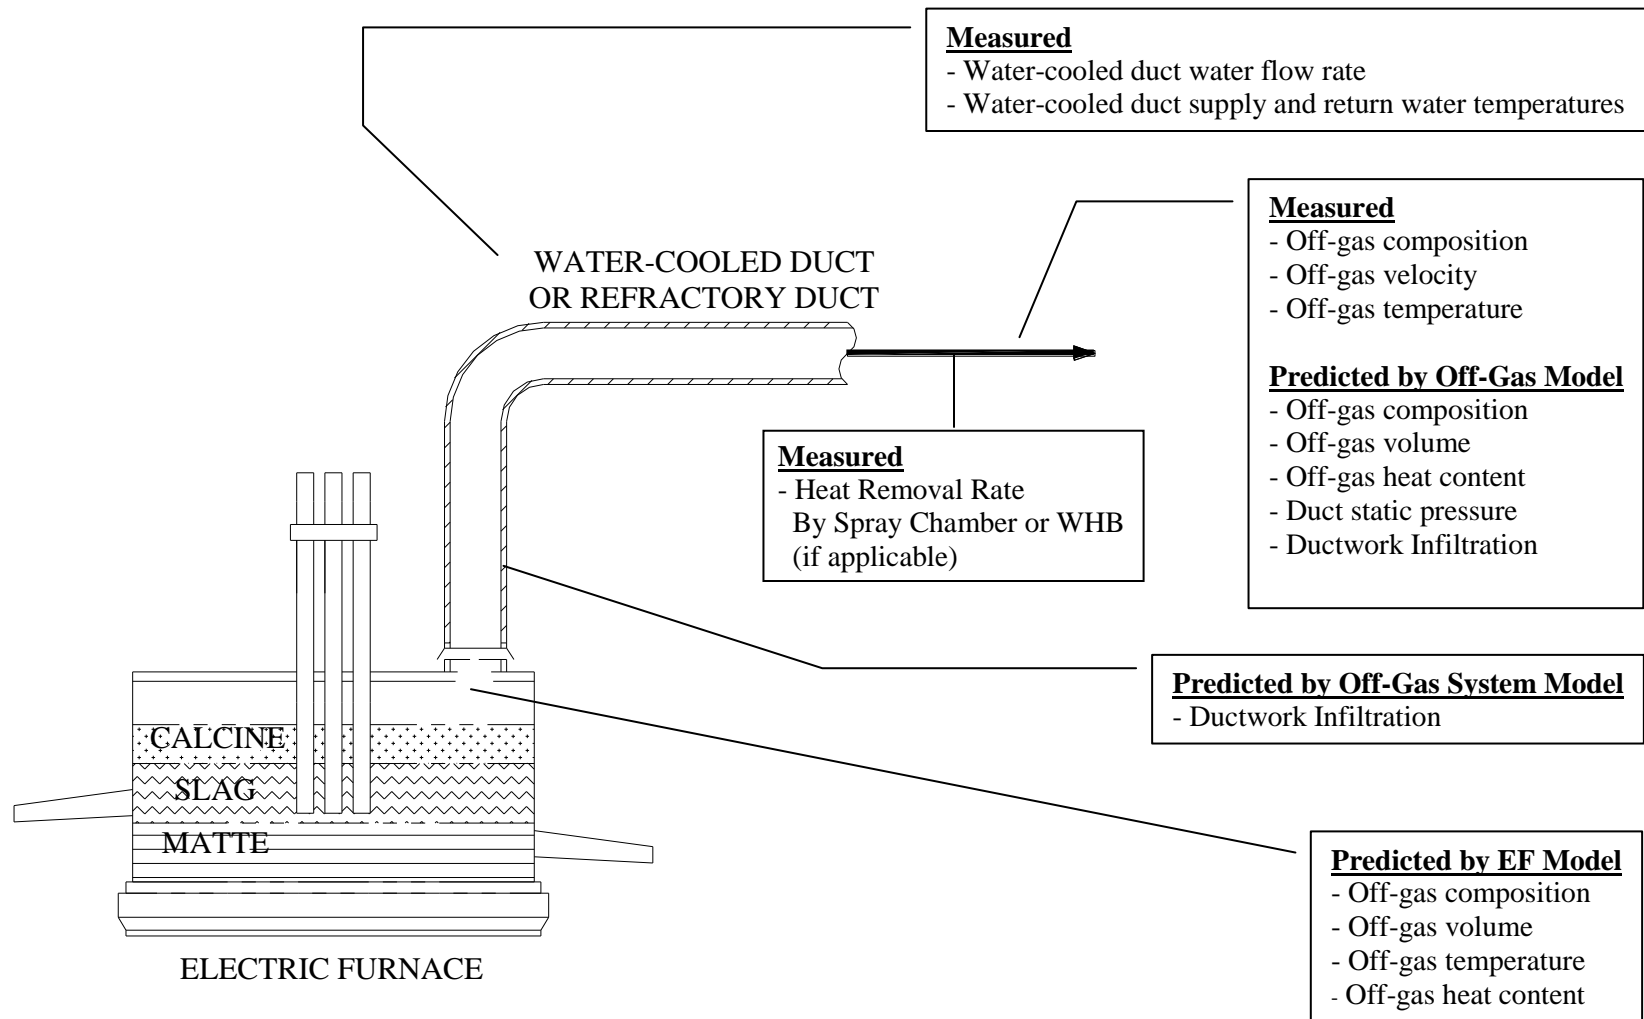 Measured
- Water-cooled duct water flow rate
- Water-cooled duct supply and return water temperatures
Measured
- Off-gas composition
- Off-gas velocity
- Off-gas temperature
Predicted by Off-Gas Model
- Off-gas composition
- Off-gas volume
- Off-gas heat content
- Duct static pressure
- Ductwork Infiltration
WATER-COOLED DUCT
OR REFRACTORY DUCT
Measured
- Heat Removal Rate
By Spray Chamber or WHB
(if applicable)
Predicted by Off-Gas System Model
- Ductwork Infiltration
CALCINE
SLAG
MATTE
ELECTRIC FURNACE
Predicted by EF Model
- Off-gas composition
- Off-gas volume
- Off-gas temperature
- Off-gas heat content